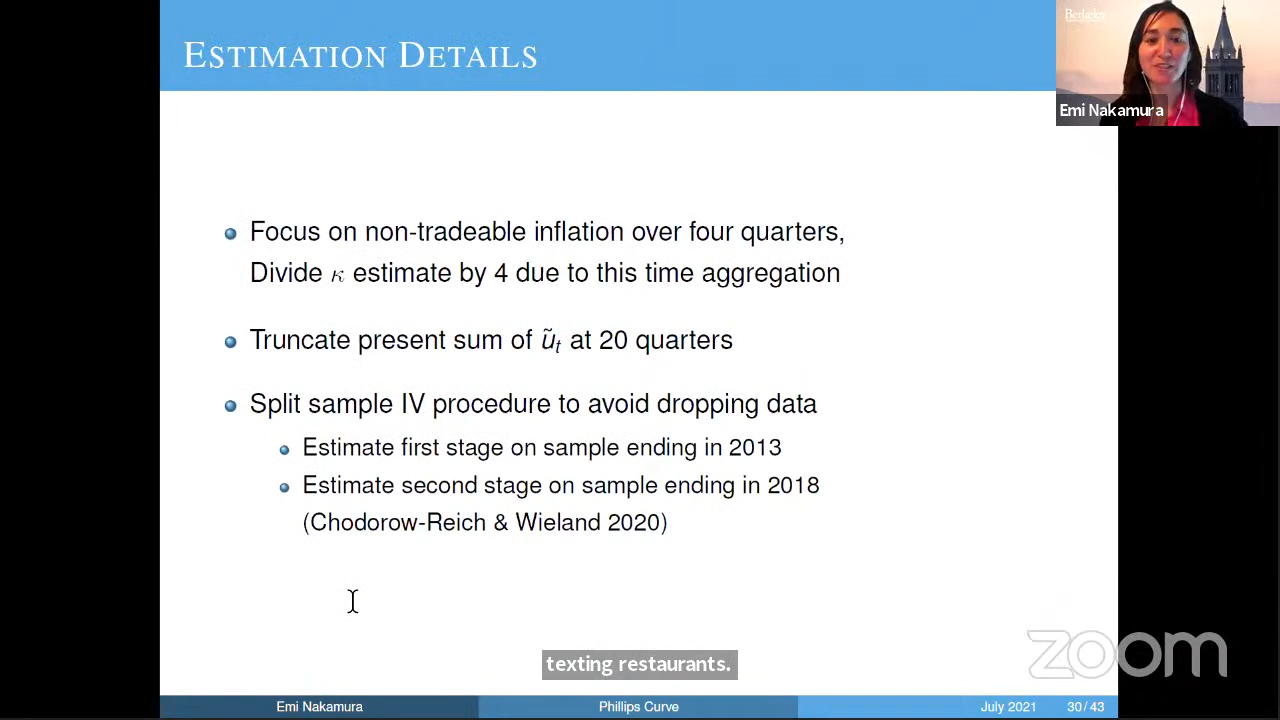 ESTIMATION DETAILS
Berkeley
Emi Nakamura
Focus on non-tradeable inflation over four quarters,
Divide κ estimate by 4 due to this time aggregation
Truncate present sum of ũₜ at 20 quarters
Split sample IV procedure to avoid dropping data
Estimate first stage on sample ending in 2013
Estimate second stage on sample ending in 2018
(Chodorow-Reich & Wieland 2020)
texting restaurants.
zoom
Emi Nakamura
Phillips Curve
July 2021
30/43